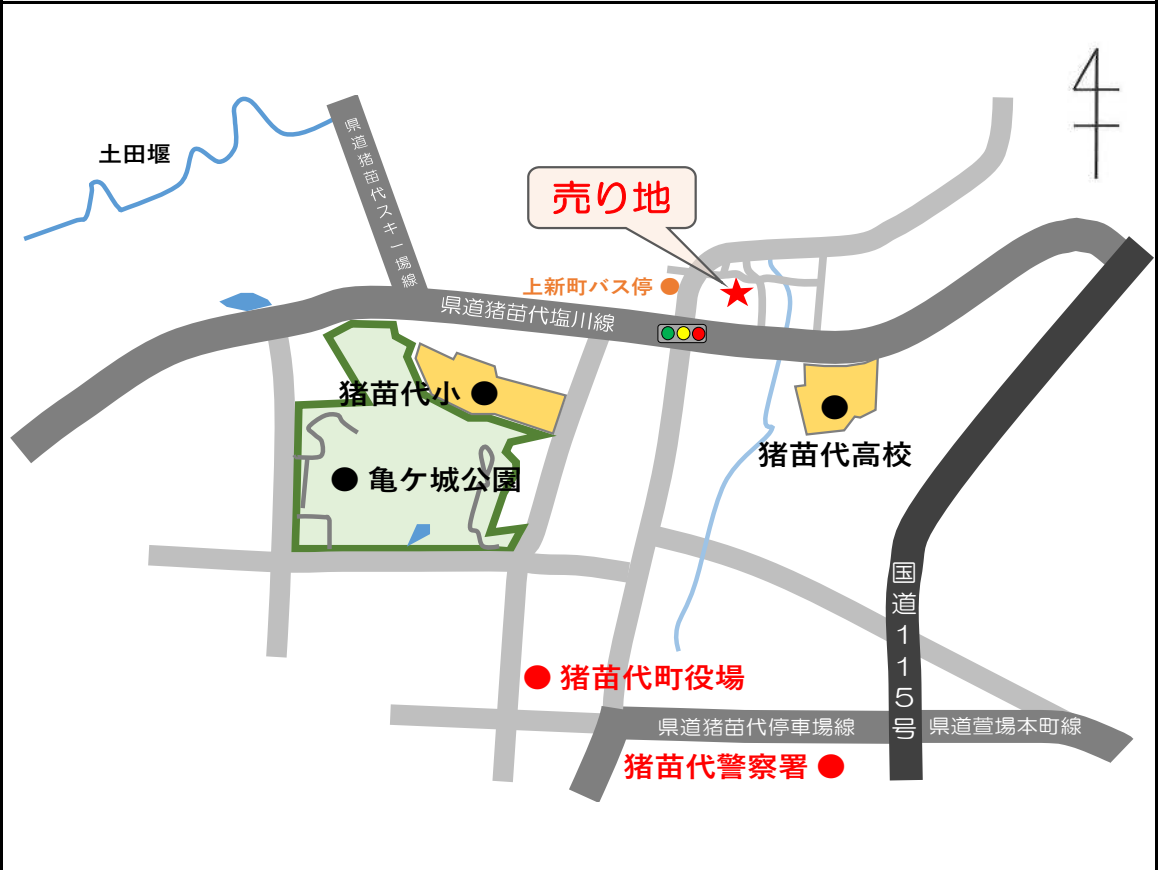 土田堰
県道猪苗代スキー場線
売り地
上新町バス停
県道猪苗代塩川線
猪苗代小
亀ケ城公園
猪苗代高校
国道115号
猪苗代町役場
県道猪苗代停車場線
県道萱場本町線
猪苗代警察署